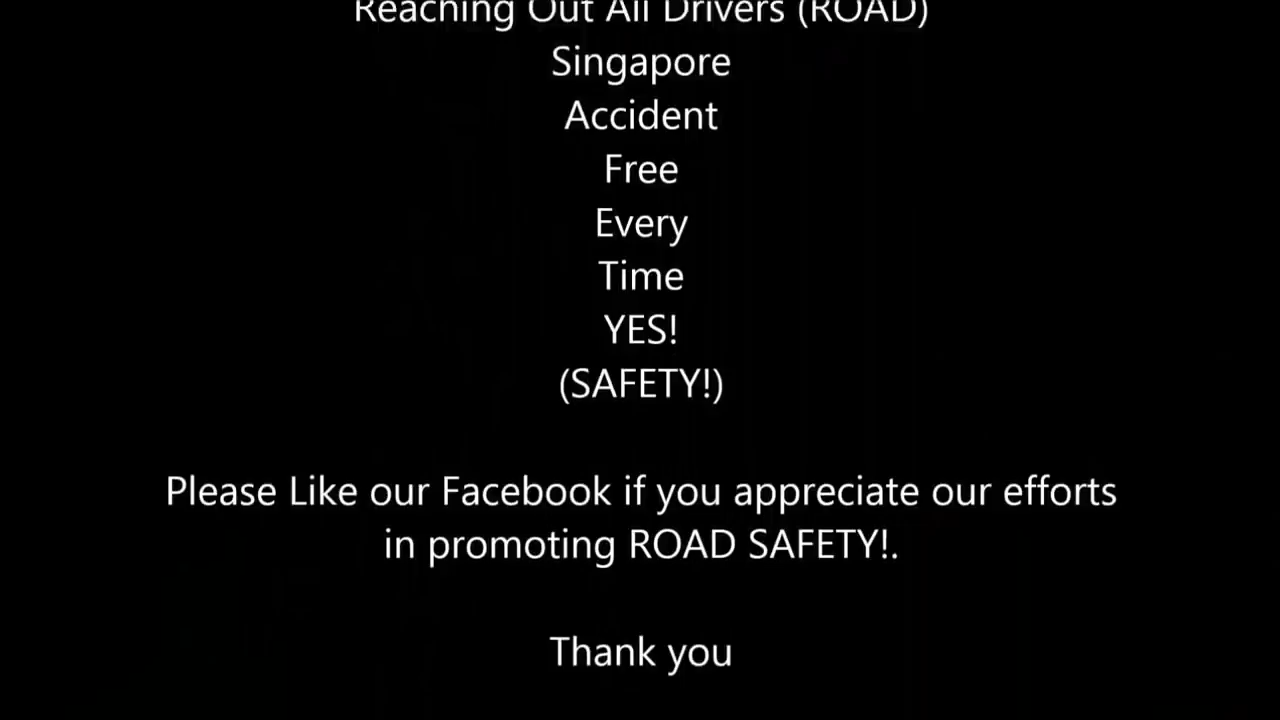 Reaching Out All Drivers (ROAD)
Singapore
Accident
Free
Every
Time
YES!
(SAFETY!)
Please Like our Facebook if you appreciate our efforts
in promoting ROAD SAFETY!.
Thank you